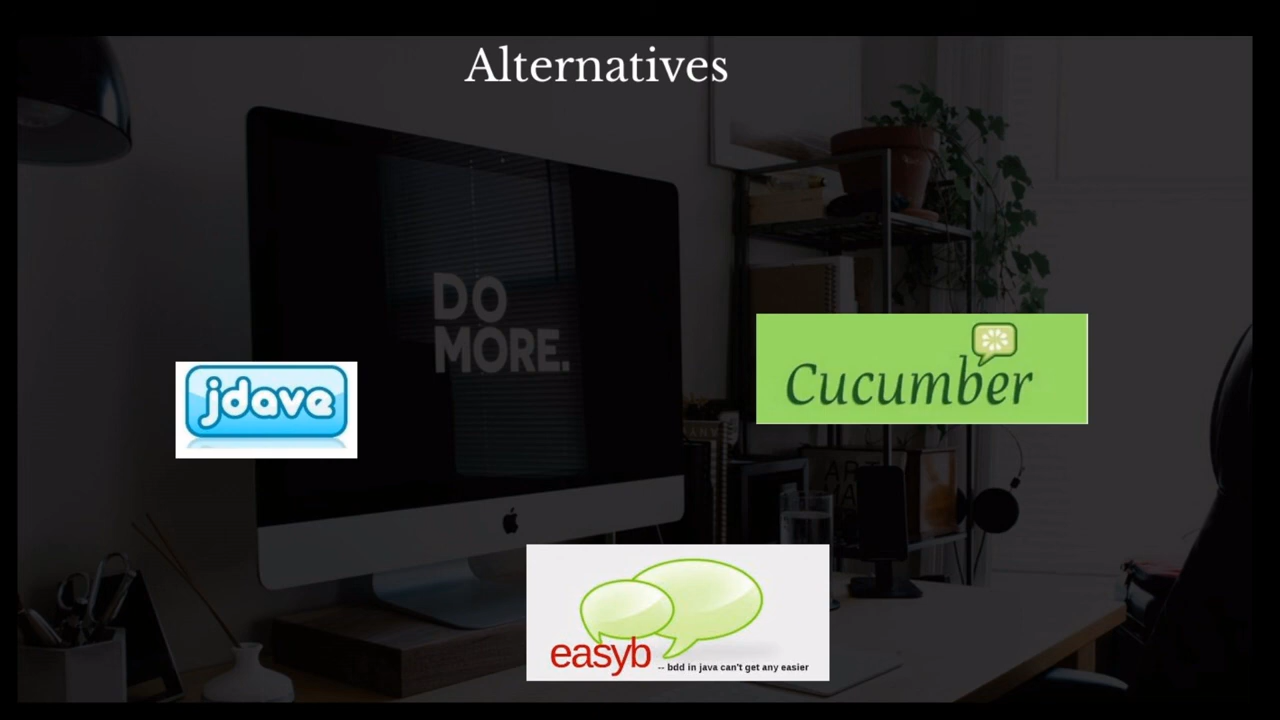 Alternatives
DO
MORE.
jdave
Cucumber
easyb -- bdd in java can't get any easier